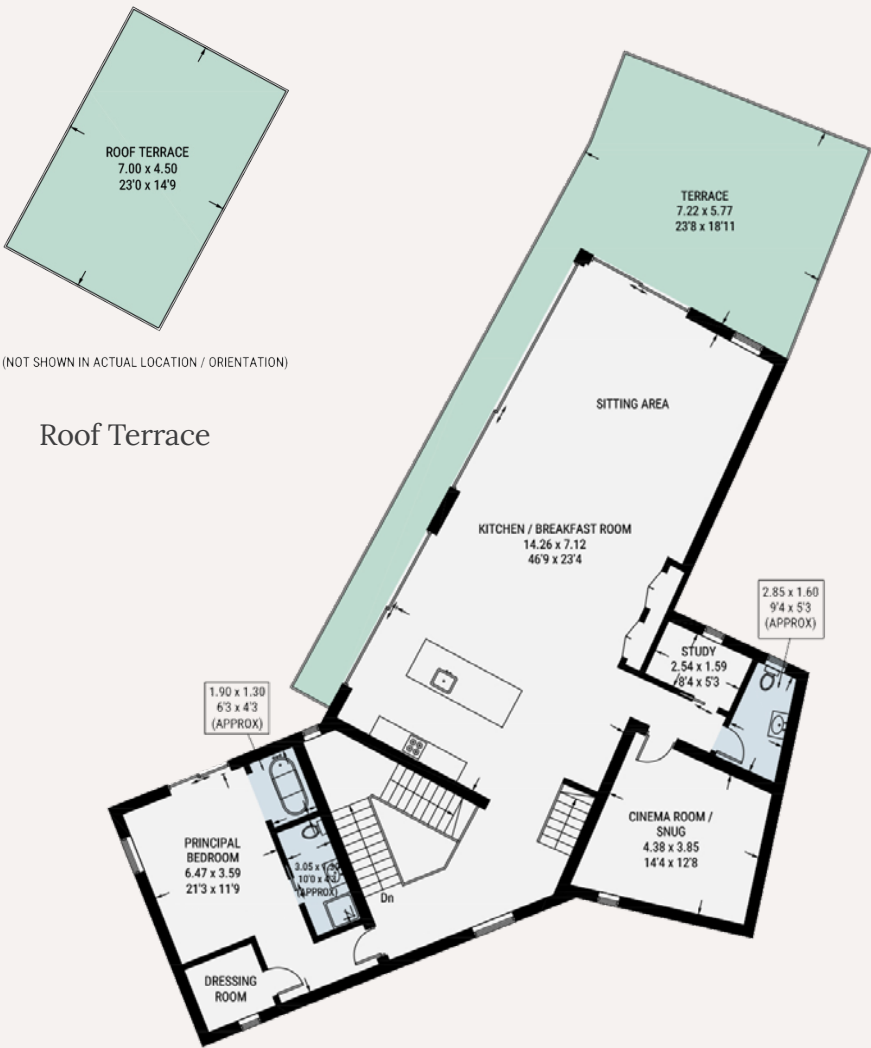 ROOF TERRACE
7.00 x 4.50
23'0 x 14'9
(NOT SHOWN IN ACTUAL LOCATION / ORIENTATION)
Roof Terrace
TERRACE
7.22 x 5.77
23'8 x 18'11
SITTING AREA
KITCHEN / BREAKFAST ROOM
14.26 x 7.12
46'9 x 23'4
2.85 x 1.60
9'4 x 5'3
(APPROX)
STUDY
2.54 x 1.59
8'4 x 5'3
1.90 x 1.30
6'3 x 4'3
(APPROX)
CINEMA ROOM /
SNUG
4.38 x 3.85
14'4 x 12'8
PRINCIPAL
BEDROOM
6.47 x 3.59
21'3 x 11'9
3.05 x
10'0 x
(APPROX)
Dn
DRESSING
ROOM